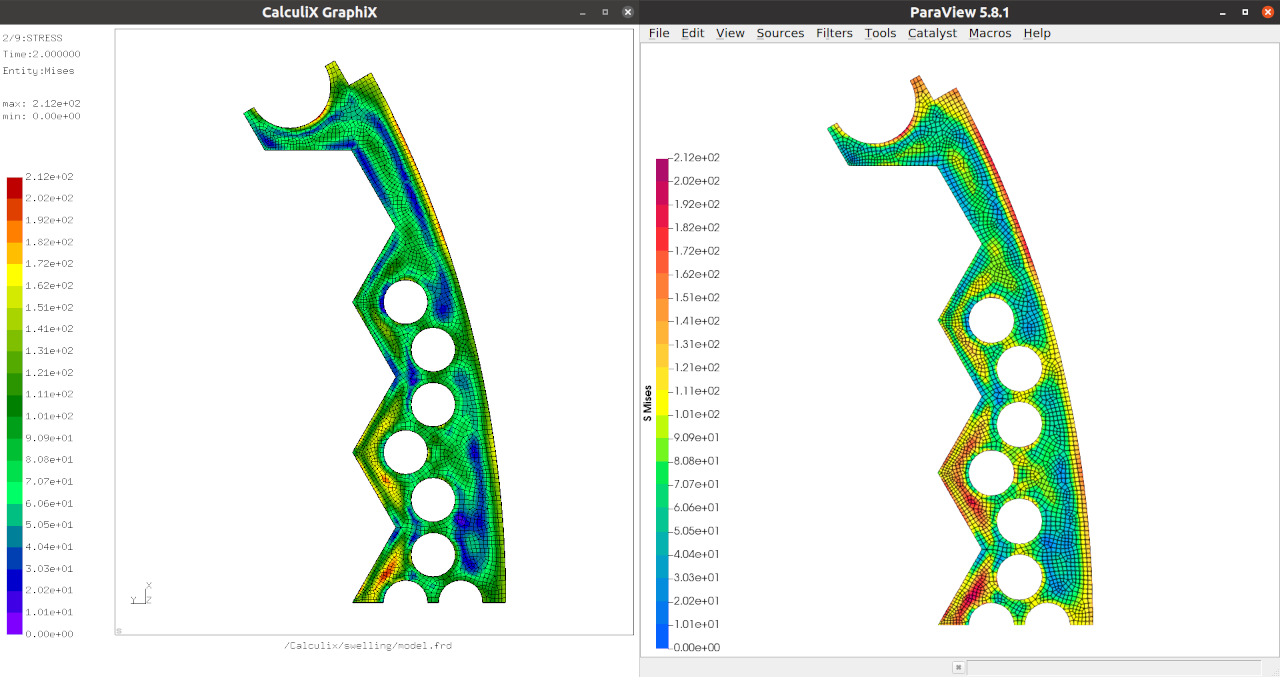 CalculiX GraphiX
2/9:STRESS
Time:2.000000
Entity:Mises
max: 2.12e+02
min: 0.00e+00
2.12e+02
2.02e+02
1.92e+02
1.82e+02
1.72e+02
1.62e+02
1.51e+02
1.41e+02
1.31e+02
1.21e+02
1.11e+02
1.01e+02
9.09e+01
8.08e+01
7.07e+01
6.06e+01
5.05e+01
4.04e+01
3.03e+01
2.02e+01
1.01e+01
0.00e+00
X
Y
Z
/Calculix/swelling/model.frd
ParaView 5.8.1
File Edit View Sources Filters Tools Catalyst Macros Help
S Mises
2.12e+02
2.02e+02
1.92e+02
1.82e+02
1.72e+02
1.62e+02
1.51e+02
1.41e+02
1.31e+02
1.21e+02
1.11e+02
1.01e+02
9.09e+01
8.08e+01
7.07e+01
6.06e+01
5.05e+01
4.04e+01
3.03e+01
2.02e+01
1.01e+01
0.00e+00